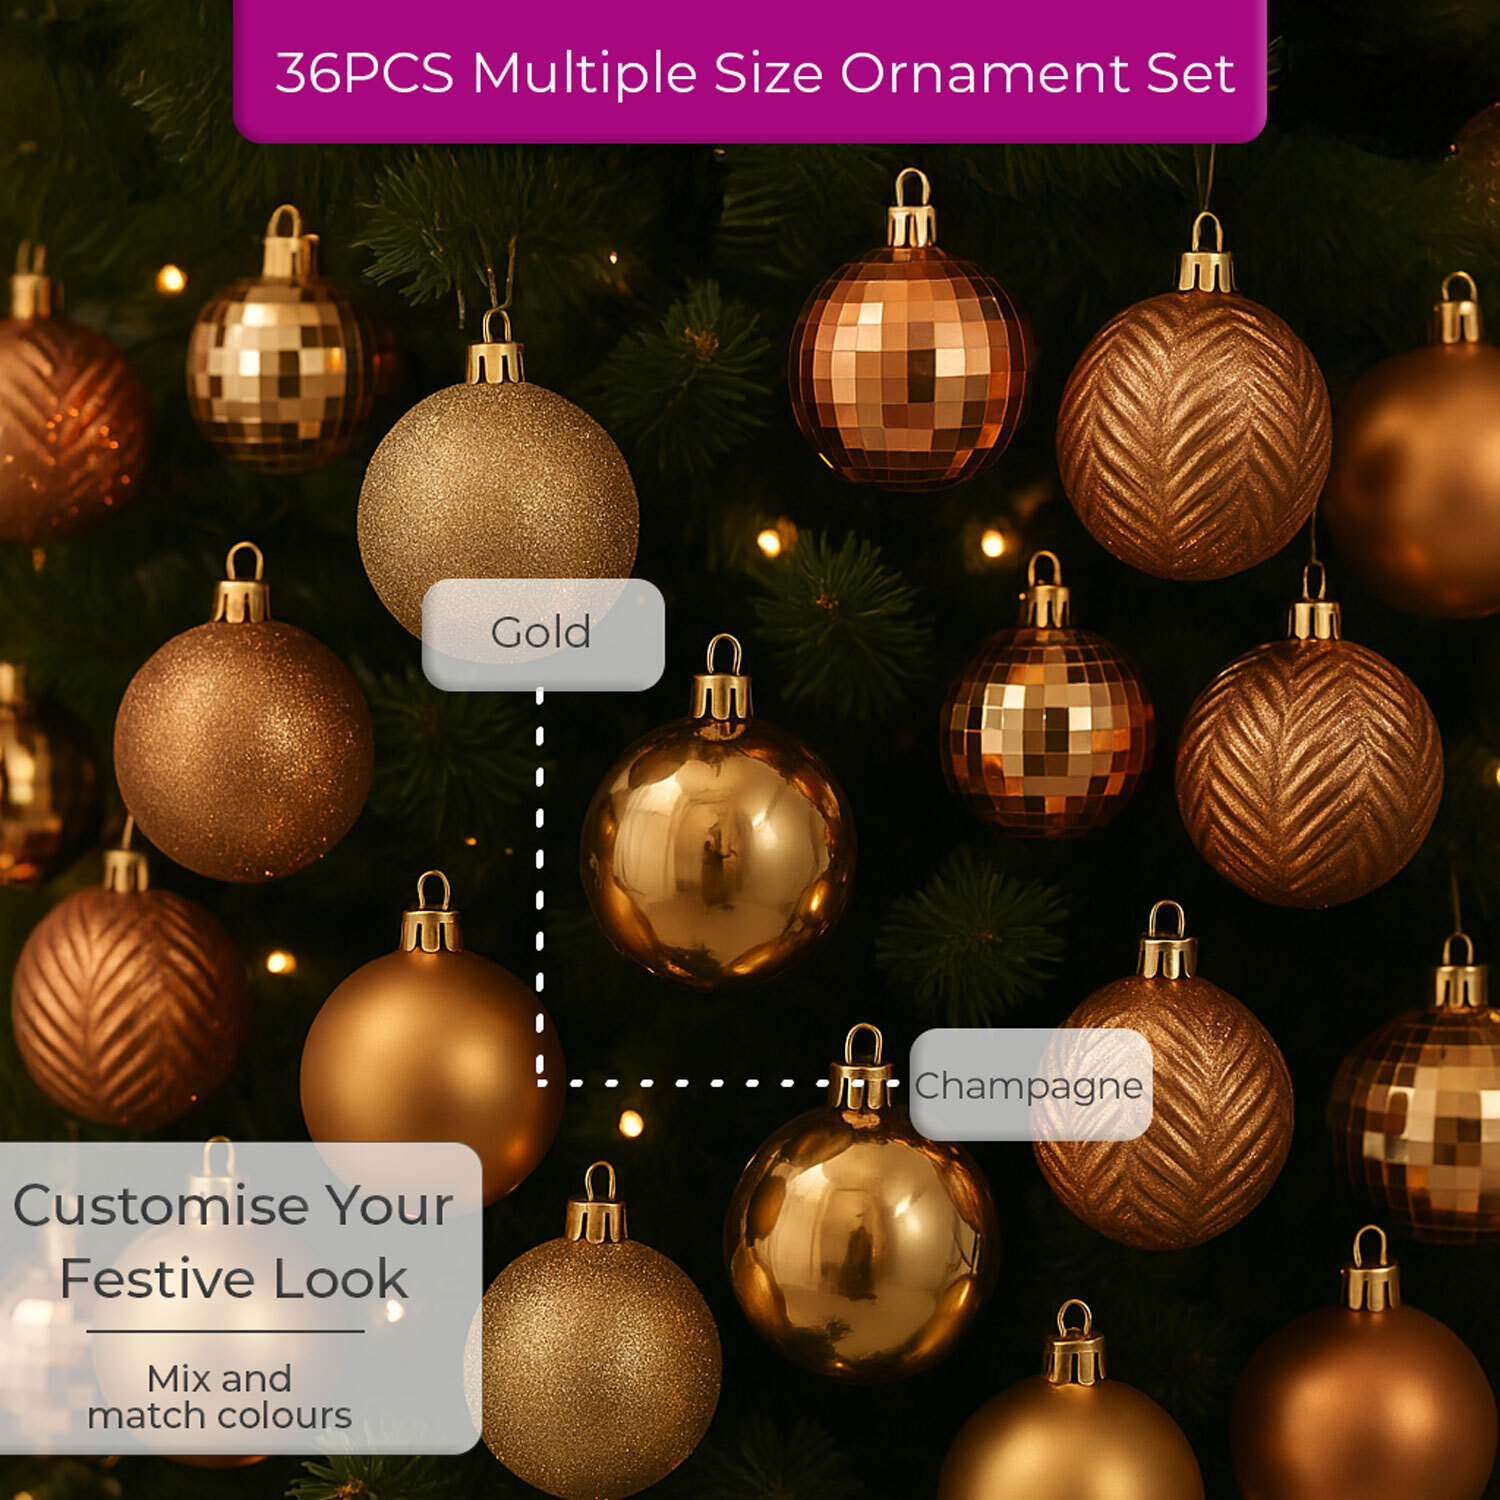 36PCS Multiple Size Ornament Set
Gold
Champagne
Customise Your
Festive Look
Mix and
match colours